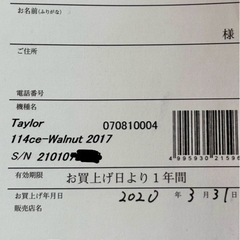 お名前(ふりがな)
様
ご住所
電話番号
機種名
Taylor 070810004
114ce-Walnut 2017
S/N 21010
4 995930 21596
有効期限 お買上げ日より1年間
お買上げ年月日 2020 年 3 月 31 日
販売店名